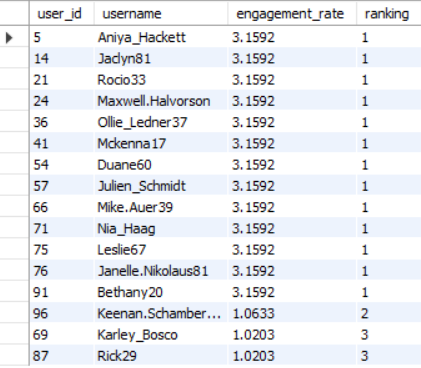 user_id username engagement_rate ranking
5 Aniya_Hackett 3.1592 1
14 Jaclyn81 3.1592 1
21 Rocio33 3.1592 1
24 Maxwell.Halvorson 3.1592 1
36 Ollie_Ledner37 3.1592 1
41 Mckenna17 3.1592 1
54 Duane60 3.1592 1
57 Julien_Schmidt 3.1592 1
66 Mike.Auer39 3.1592 1
71 Nia_Haag 3.1592 1
75 Leslie67 3.1592 1
76 Janelle.Nikolaus81 3.1592 1
91 Bethany20 3.1592 1
96 Keenan.Schamber... 1.0633 2
69 Karley_Bosco 1.0203 3
87 Rick29 1.0203 3